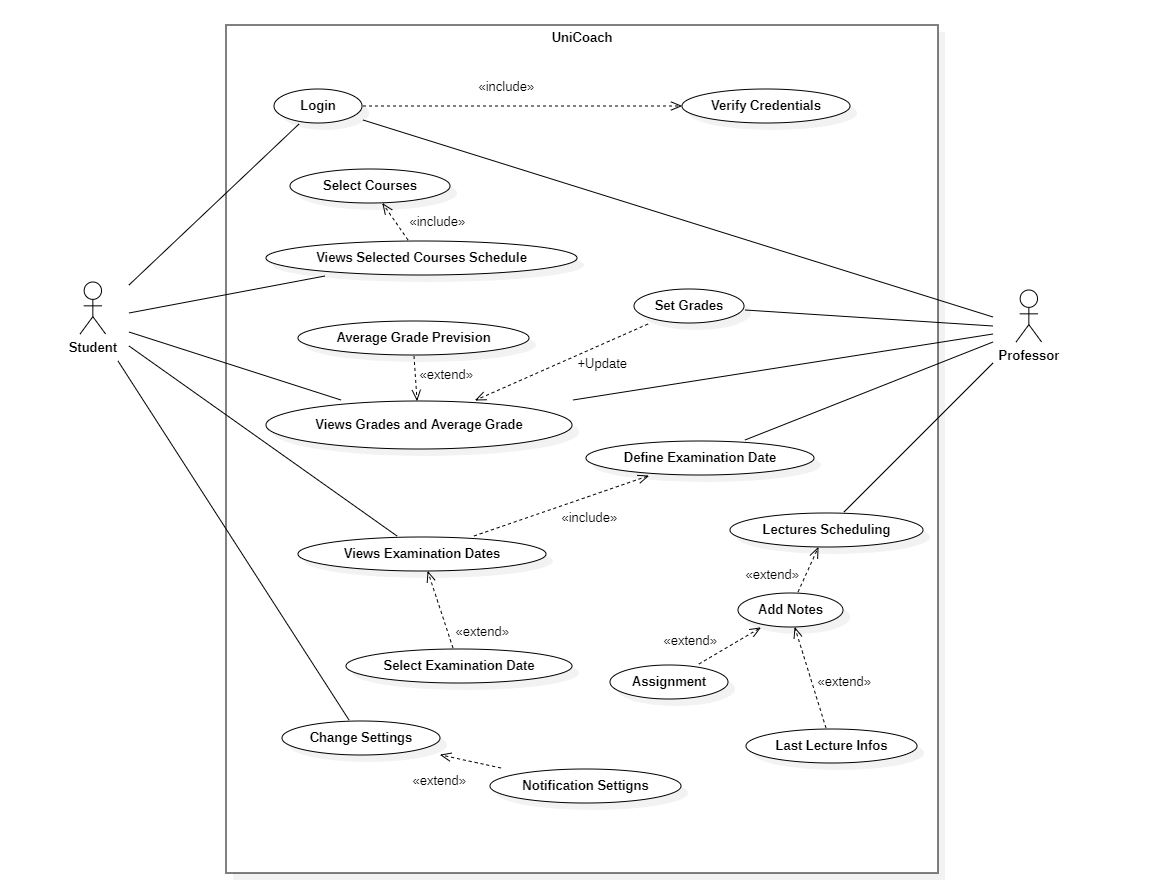 UniCoach
«include»
Login
Verify Credentials
Select Courses
«include»
Views Selected Courses Schedule
Set Grades
Average Grade Prevision
Student
Professor
+Update
«extend»
Views Grades and Average Grade
Define Examination Date
«include»
Lectures Scheduling
Views Examination Dates
«extend»
Add Notes
«extend»
«extend»
Select Examination Date
Assignment
«extend»
Change Settings
Last Lecture Infos
«extend»
Notification Settigns